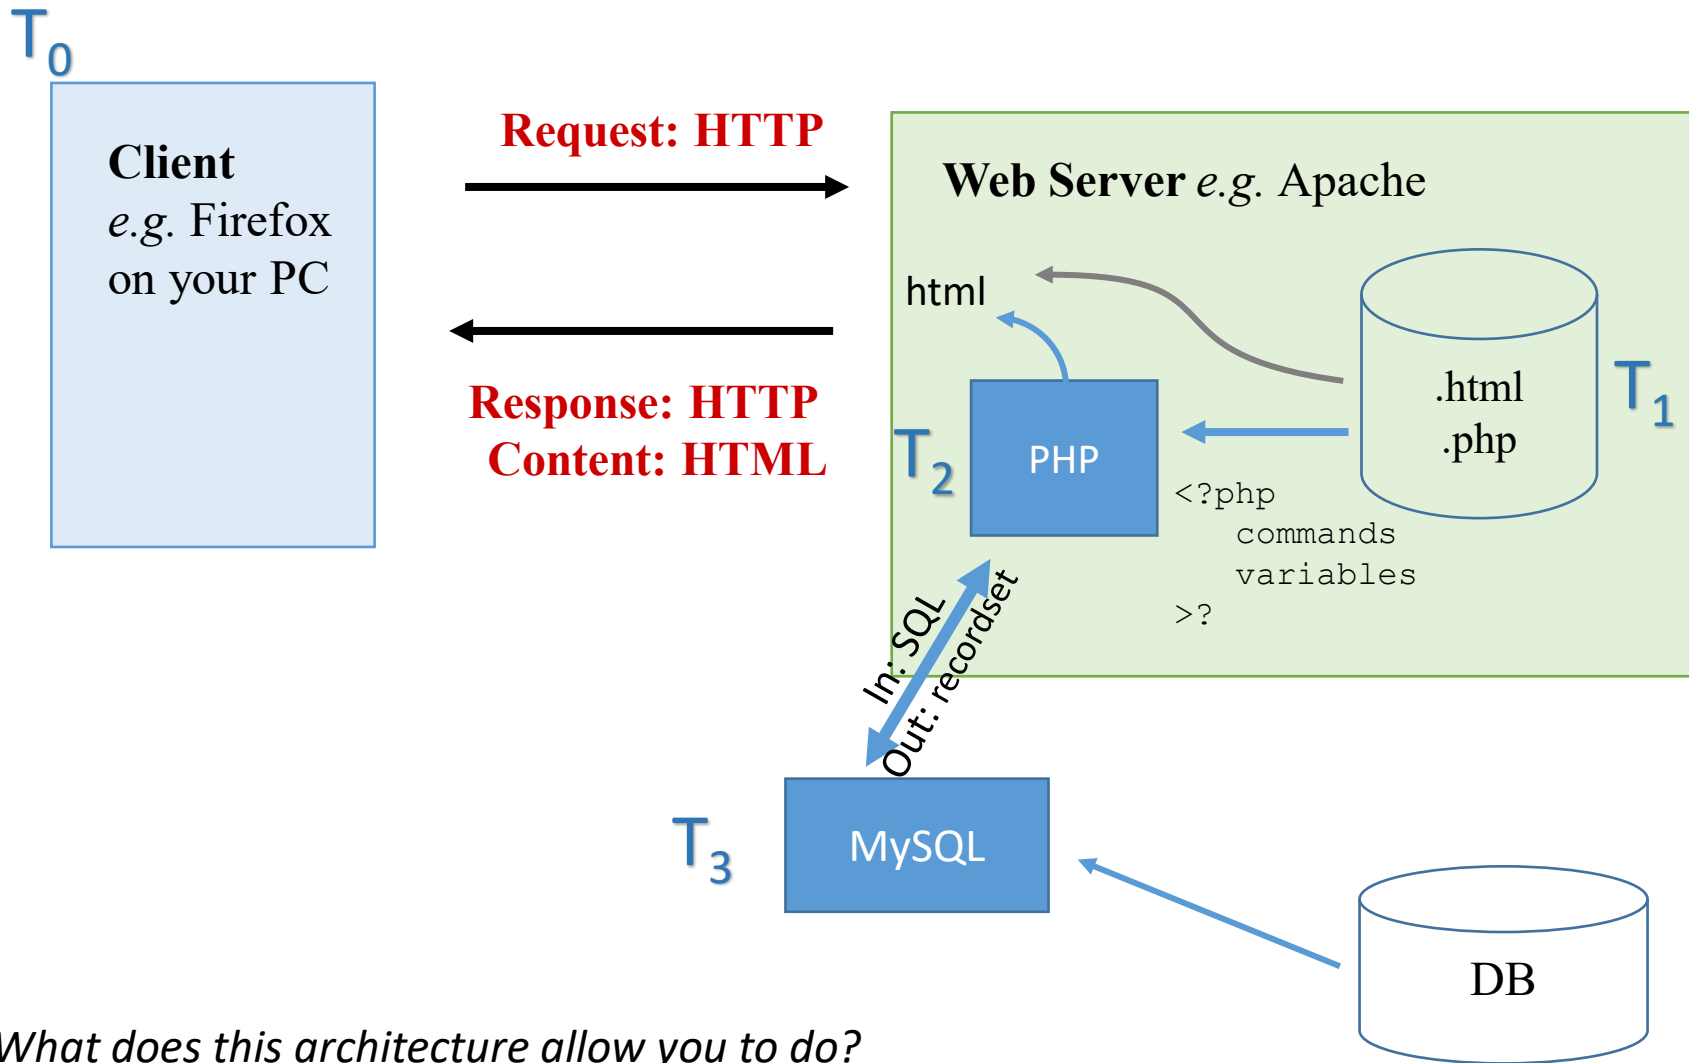 T0
Client
e.g. Firefox
on your PC
Request: HTTP
Response: HTTP
Content: HTML
Web Server e.g. Apache
html
.html
.php
T1
T2
PHP
<?php
commands
variables
>?
In: SQL
Out: recordset
T3
MySQL
DB
What does this architecture allow you to do?